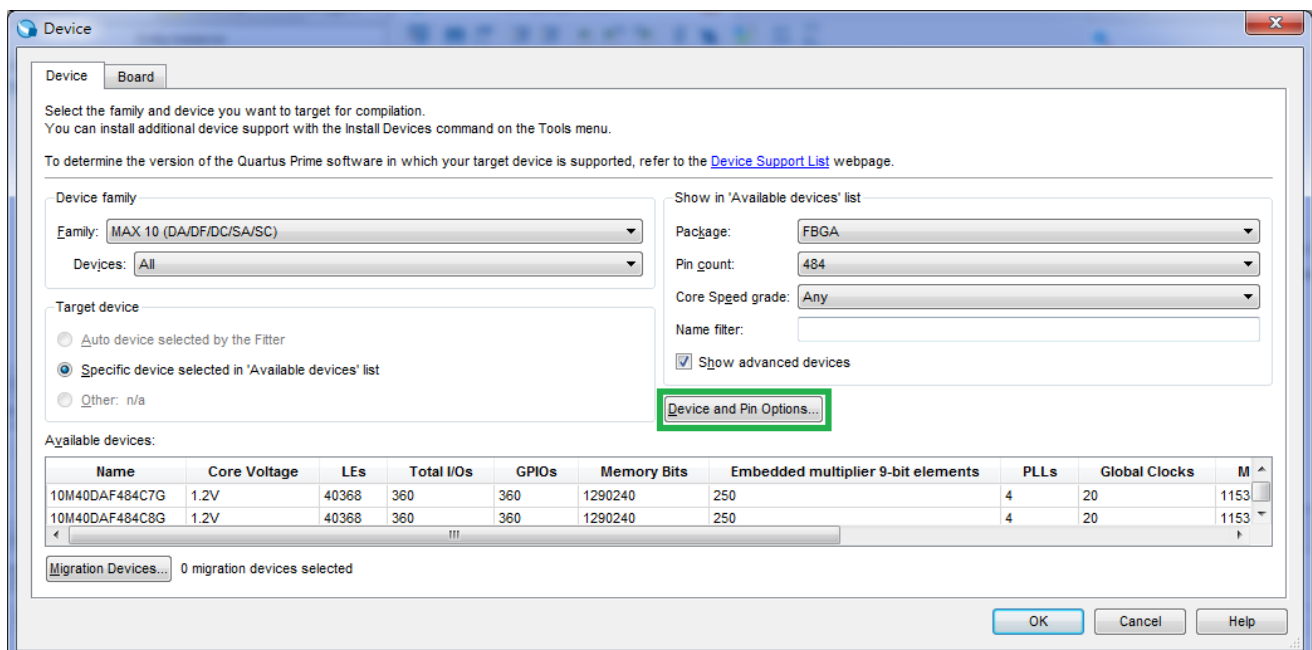 Device
Device Board
Select the family and device you want to target for compilation.
You can install additional device support with the Install Devices command on the Tools menu.
To determine the version of the Quartus Prime software in which your target device is supported, refer to the Device Support List webpage.
Device family
Family: MAX 10 (DA/DF/DC/SA/SC)
Devices: All
Target device
Auto device selected by the Fitter
Specific device selected in 'Available devices' list
Other: n/a
Show in 'Available devices' list
Package: FBGA
Pin count: 484
Core Speed grade: Any
Name filter:
Show advanced devices
Device and Pin Options...
Available devices:
Name Core Voltage LEs Total I/Os GPIOs Memory Bits Embedded multiplier 9-bit elements PLLs Global Clocks M
10M40DAF484C7G 1.2V 40368 360 360 1290240 250 4 20 1153
10M40DAF484C8G 1.2V 40368 360 360 1290240 250 4 20 1153
Migration Devices... 0 migration devices selected
OK Cancel Help